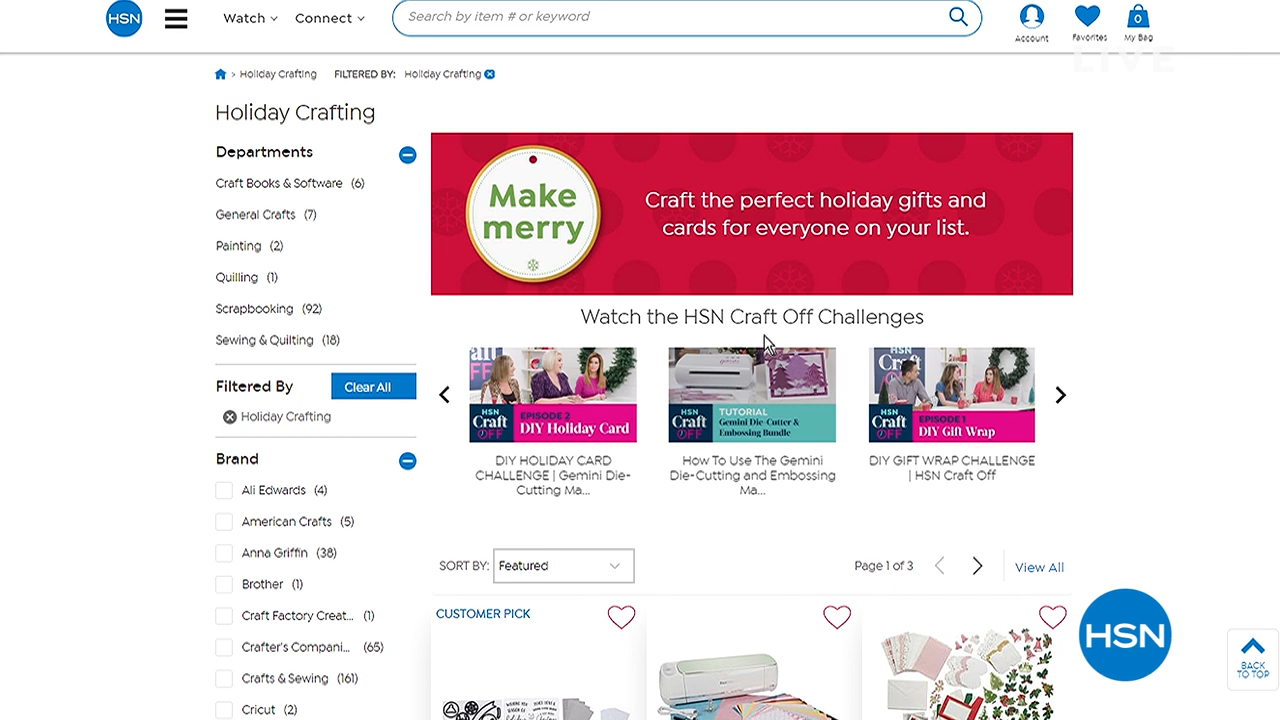 HSN
Watch
Connect
Search by item # or keyword
0
Account
Favorites
My Bag
LIVE
> Holiday Crafting
FILTERED BY:
Holiday Crafting
Holiday Crafting
Departments
Craft Books & Software (6)
General Crafts (7)
Painting (2)
Quilling (1)
Scrapbooking (92)
Sewing & Quilting (18)
Filtered By
Clear All
Holiday Crafting
Brand
Ali Edwards (4)
American Crafts (5)
Anna Griffin (38)
Brother (1)
Craft Factory Creat... (1)
Crafter's Compani... (65)
Crafts & Sewing (161)
Cricut (2)
Make
merry
Craft the perfect holiday gifts and
cards for everyone on your list.
Watch the HSN Craft Off Challenges
HSN
Craft
OFF
EPISODE 2
DIY Holiday Card
DIY HOLIDAY CARD
CHALLENGE | Gemini Die-
Cutting Ma...
HSN
Craft
OFF
TUTORIAL
Gemini Die-Cutter &
Embossing Bundle
How To Use The Gemini
Die-Cutting and Embossing
Ma...
HSN
Craft
OFF
EPISODE 1
DIY Gift Wrap
DIY GIFT WRAP CHALLENGE
| HSN Craft Off
SORT BY:
Featured
Page 1 of 3
View All
CUSTOMER PICK
HSN
BACK
TO TOP